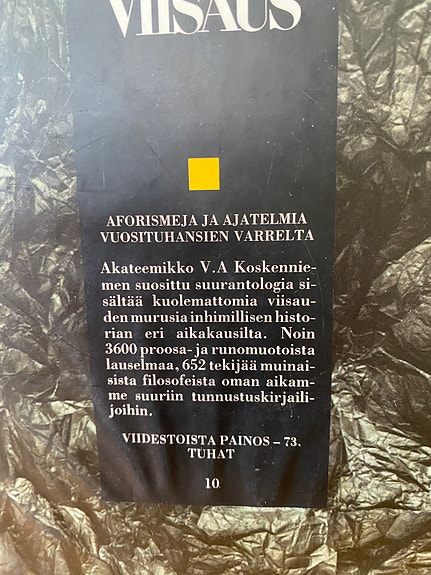 VIISAUS
AFORISMEJA JA AJATELMIA
VUOSITUHANSIEN VARRELTA
Akateemikko V.A Koskennie-
men suosittu suurantologia si-
sältää kuolemattomia viisau-
den murusia inhimillisen histo-
rian eri aikakausilta. Noin
3600 proosa- ja runomuotoista
lauselmaa, 652 tekijää muinai-
sista filosofeista oman aikam-
me suuriin tunnustuskirjaili-
joihin.
VIIDESTOISTA PAINOS – 73.
TUHAT
10